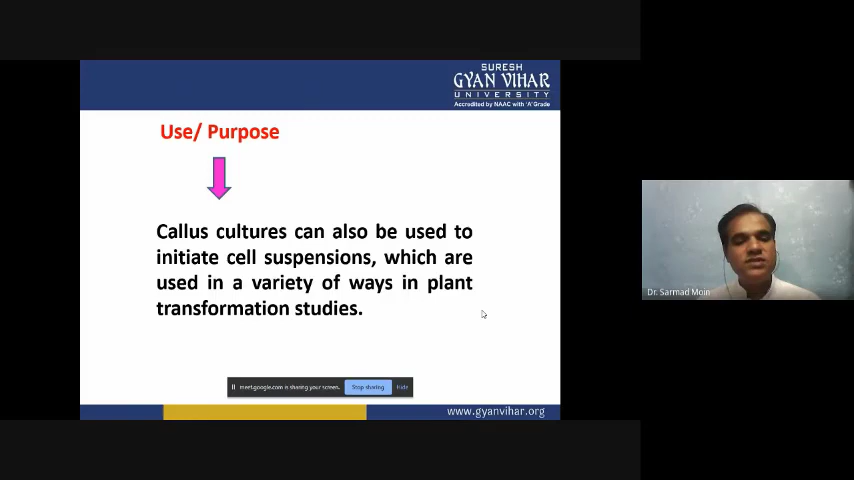 SURESH
GYAN VIHAR
UNIVERSITY
Accredited by NAAC with 'A' Grade
Use/ Purpose
Callus cultures can also be used to
initiate cell suspensions, which are
used in a variety of ways in plant
transformation studies.
Dr. Sarmad Moin
meet.google.com is sharing your screen. Stop sharing Hide
www.gyanvihar.org